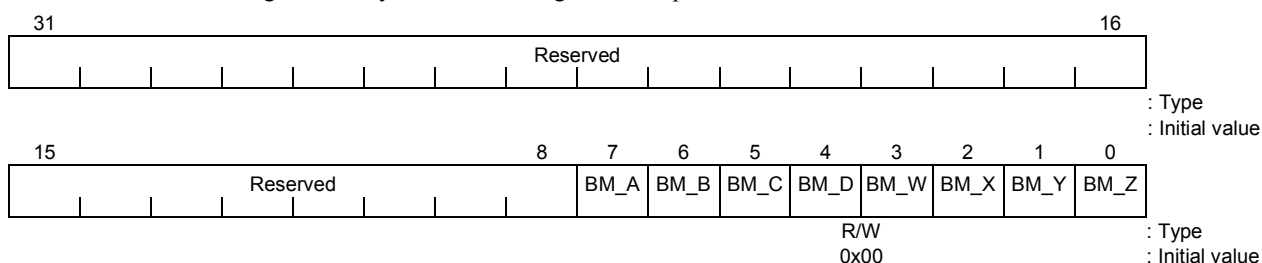 31 16
Reserved
: Type
: Initial value
15 8 7 6 5 4 3 2 1 0
Reserved BM_A BM_B BM_C BM_D BM_W BM_X BM_Y BM_Z
R/W : Type
0x00 : Initial value